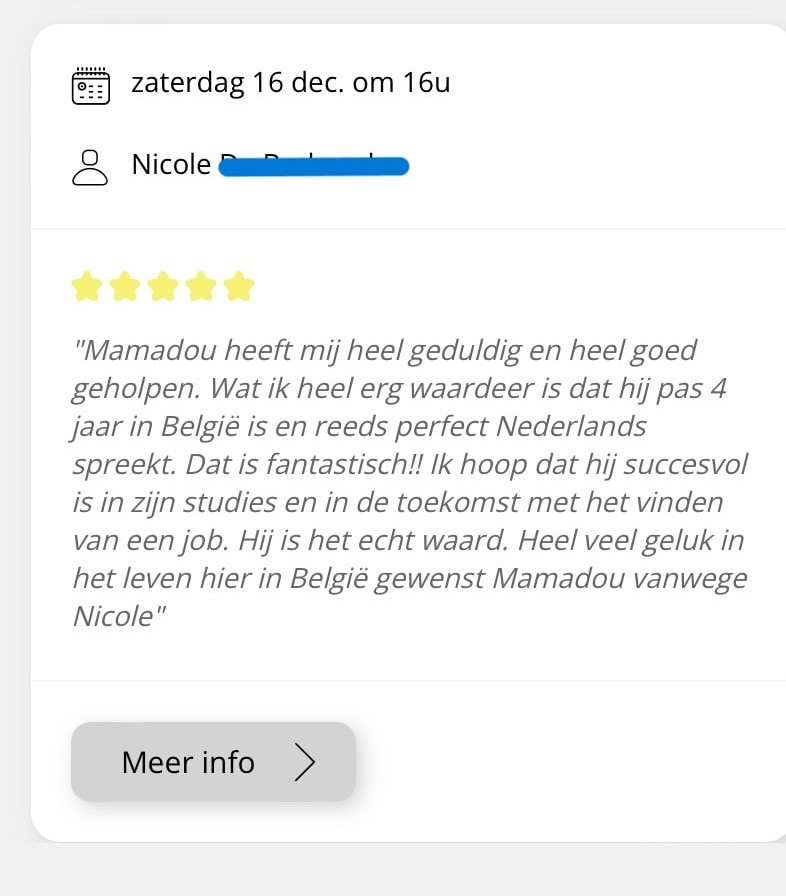 zaterdag 16 dec. om 16u
Nicole
"Mamadou heeft mij heel geduldig en heel goed
geholpen. Wat ik heel erg waardeer is dat hij pas 4
jaar in België is en reeds perfect Nederlands
spreekt. Dat is fantastisch!! Ik hoop dat hij succesvol
is in zijn studies en in de toekomst met het vinden
van een job. Hij is het echt waard. Heel veel geluk in
het leven hier in België gewenst Mamadou vanwege
Nicole"
Meer info